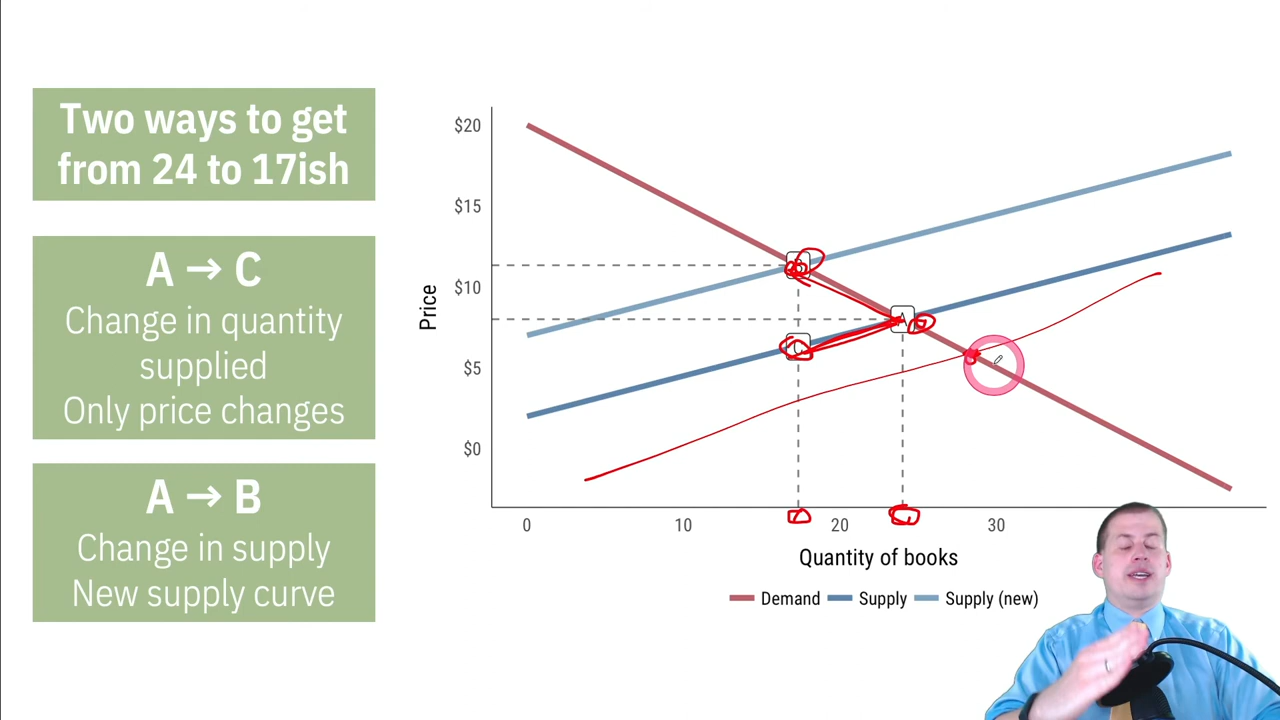 Two ways to get
from 24 to 17ish
A → C
Change in quantity
supplied
Only price changes
A → B
Change in supply
New supply curve
Price
$20
$15
$10
$5
$0
B
A
C
0
10
20
30
Quantity of books
Demand
Supply
Supply (new)